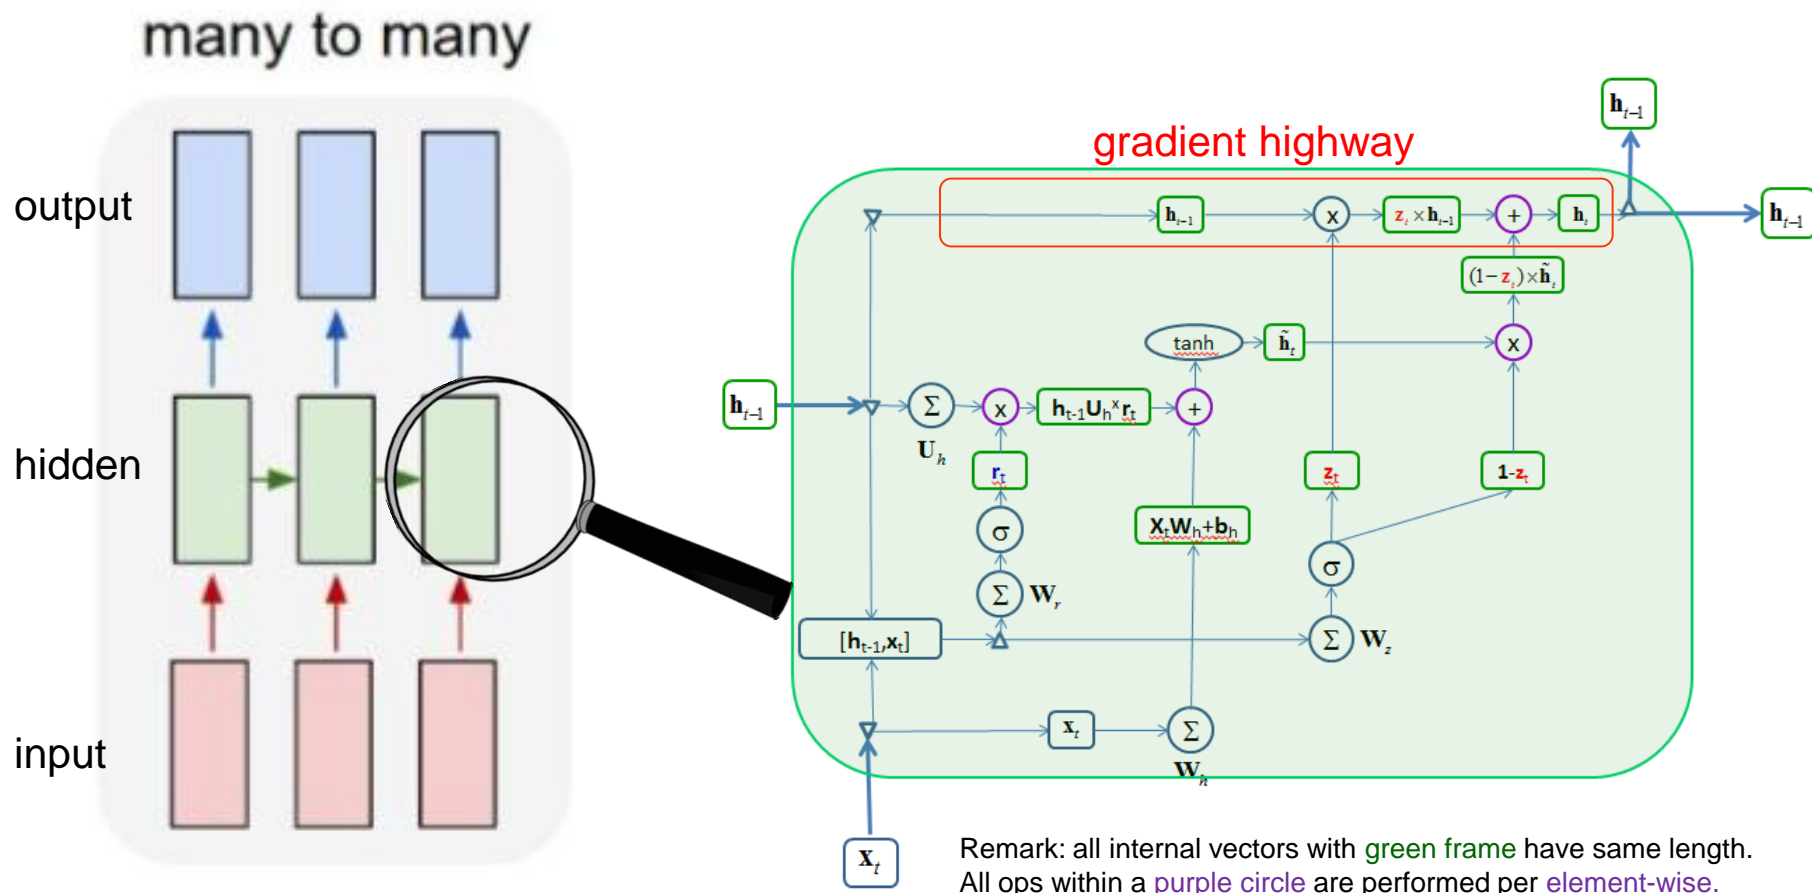 many to many
output
hidden
input
gradient highway
h_{t-1}
h_{t-1}
h_{t-1}
x
z_t × h_{t-1}
+
h_t
(1-z_t)×h̃_t
tanh
h̃_t
x
h_{t-1}
Σ
U_h
x
h_{t-1}U_h^x r_t
+
r_t
z_t
1-z_t
σ
X_tW_h+b_h
σ
Σ
W_r
[h_{t-1},x_t]
Σ
W_z
x_t
Σ
W_h
x_t
Remark: all internal vectors with green frame have same length.
All ops within a purple circle are performed per element-wise.